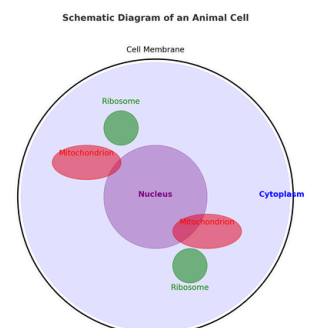 Schematic Diagram of an Animal Cell
Cell Membrane
Ribosome
Mitochondrion
Nucleus
Cytoplasm
Mitochondrion
Ribosome